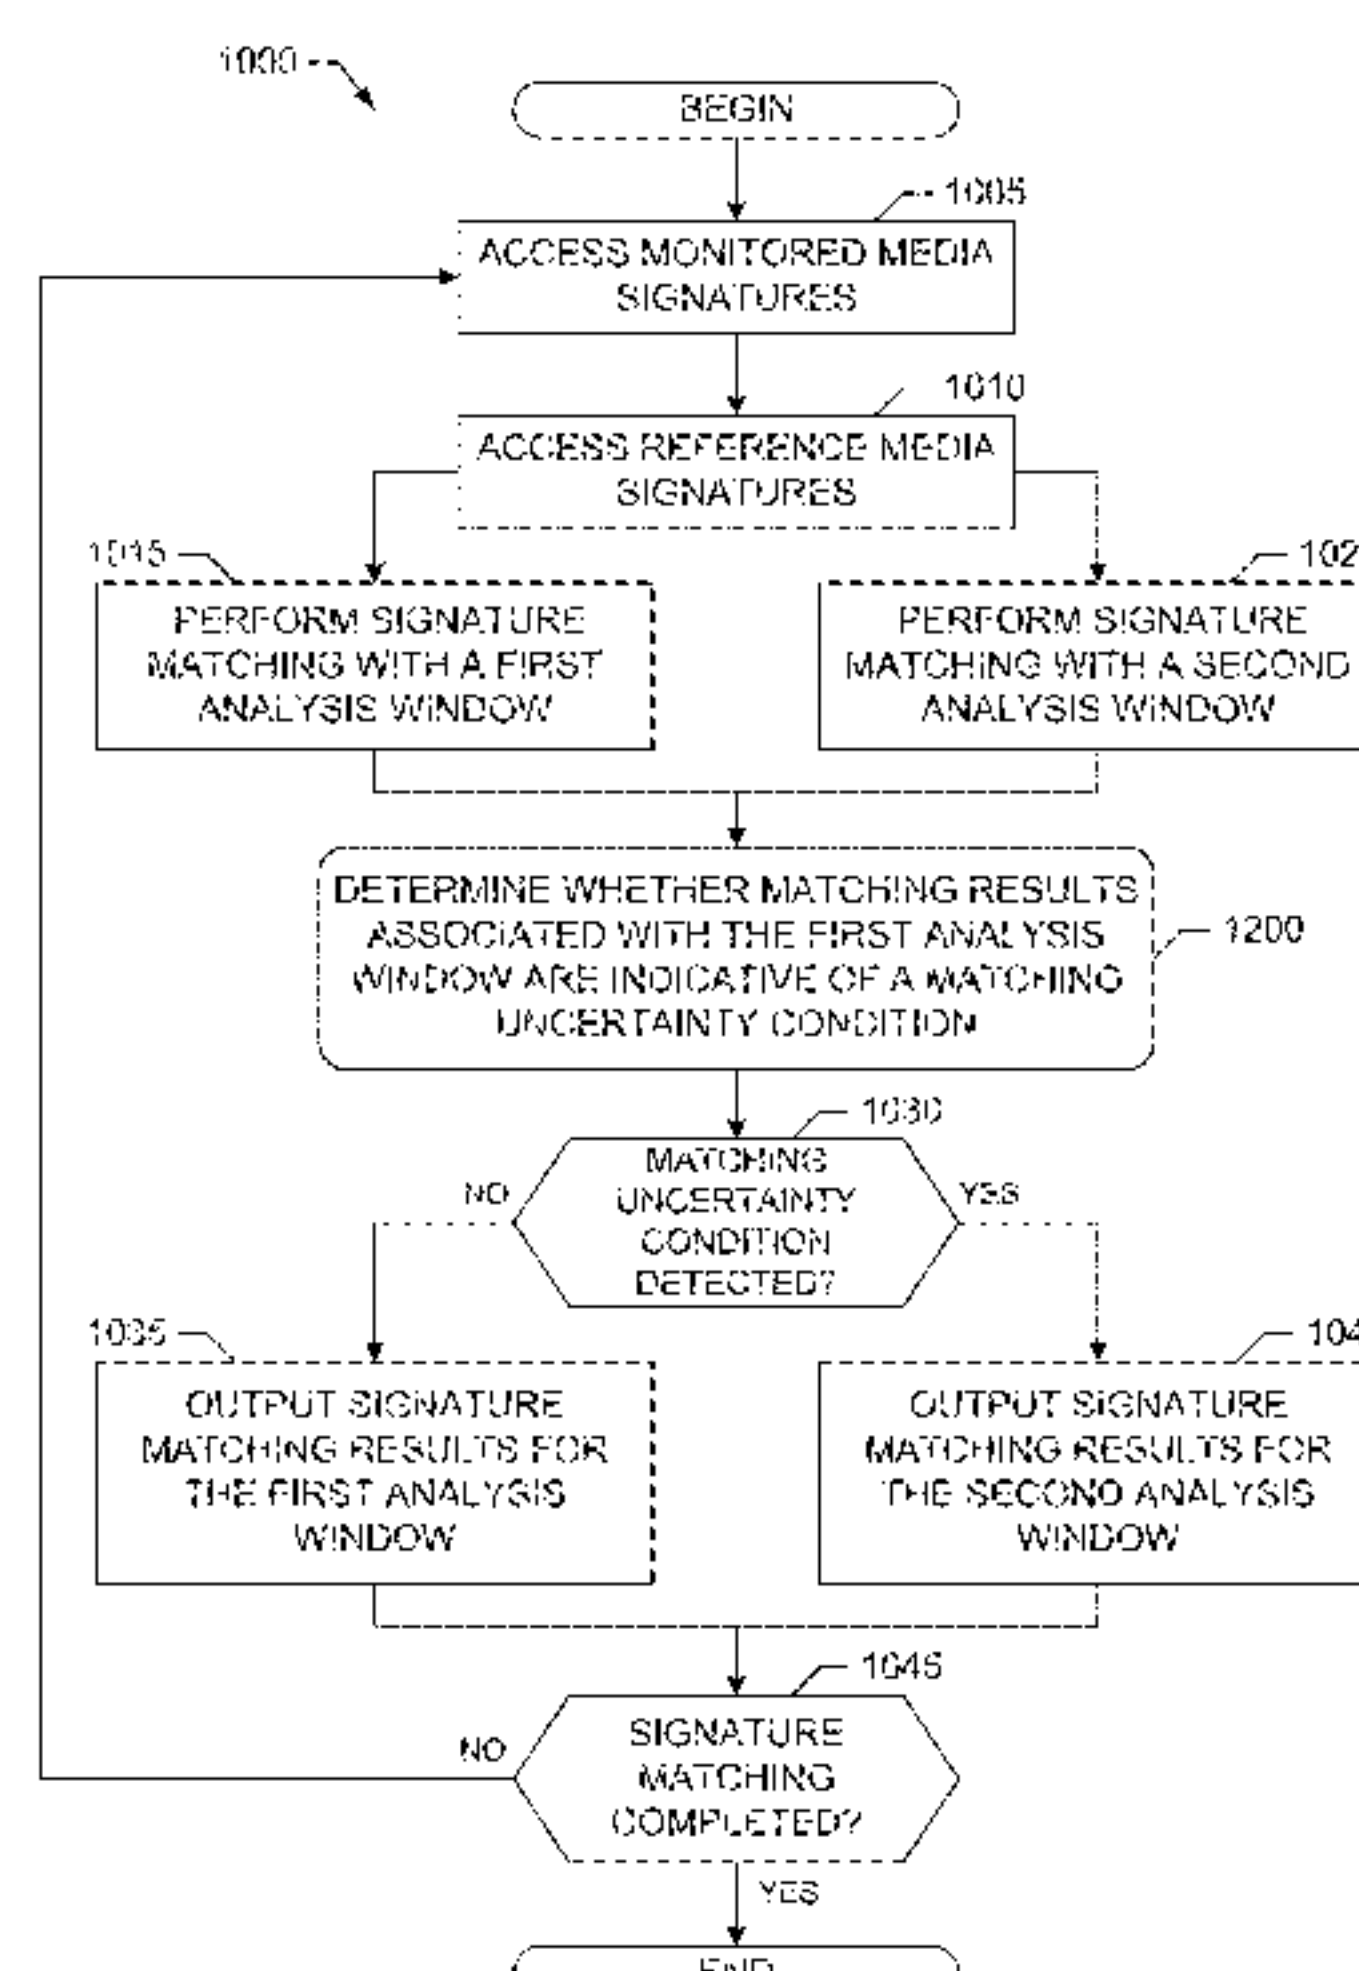 1000
BEGIN
1005
ACCESS MONITORED MEDIA
SIGNATURES
1010
ACCESS REFERENCE MEDIA
SIGNATURES
1015
PERFORM SIGNATURE
MATCHING WITH A FIRST
ANALYSIS WINDOW
102
PERFORM SIGNATURE
MATCHING WITH A SECOND
ANALYSIS WINDOW
DETERMINE WHETHER MATCHING RESULTS
ASSOCIATED WITH THE FIRST ANALYSIS
WINDOW ARE INDICATIVE OF A MATCHING
UNCERTAINTY CONDITION
1200
1030
MATCHING
UNCERTAINTY
CONDITION
DETECTED?
NO
YES
1035
OUTPUT SIGNATURE
MATCHING RESULTS FOR
THE FIRST ANALYSIS
WINDOW
104
OUTPUT SIGNATURE
MATCHING RESULTS FOR
THE SECOND ANALYSIS
WINDOW
1045
SIGNATURE
MATCHING
COMPLETED?
NO
YES
END